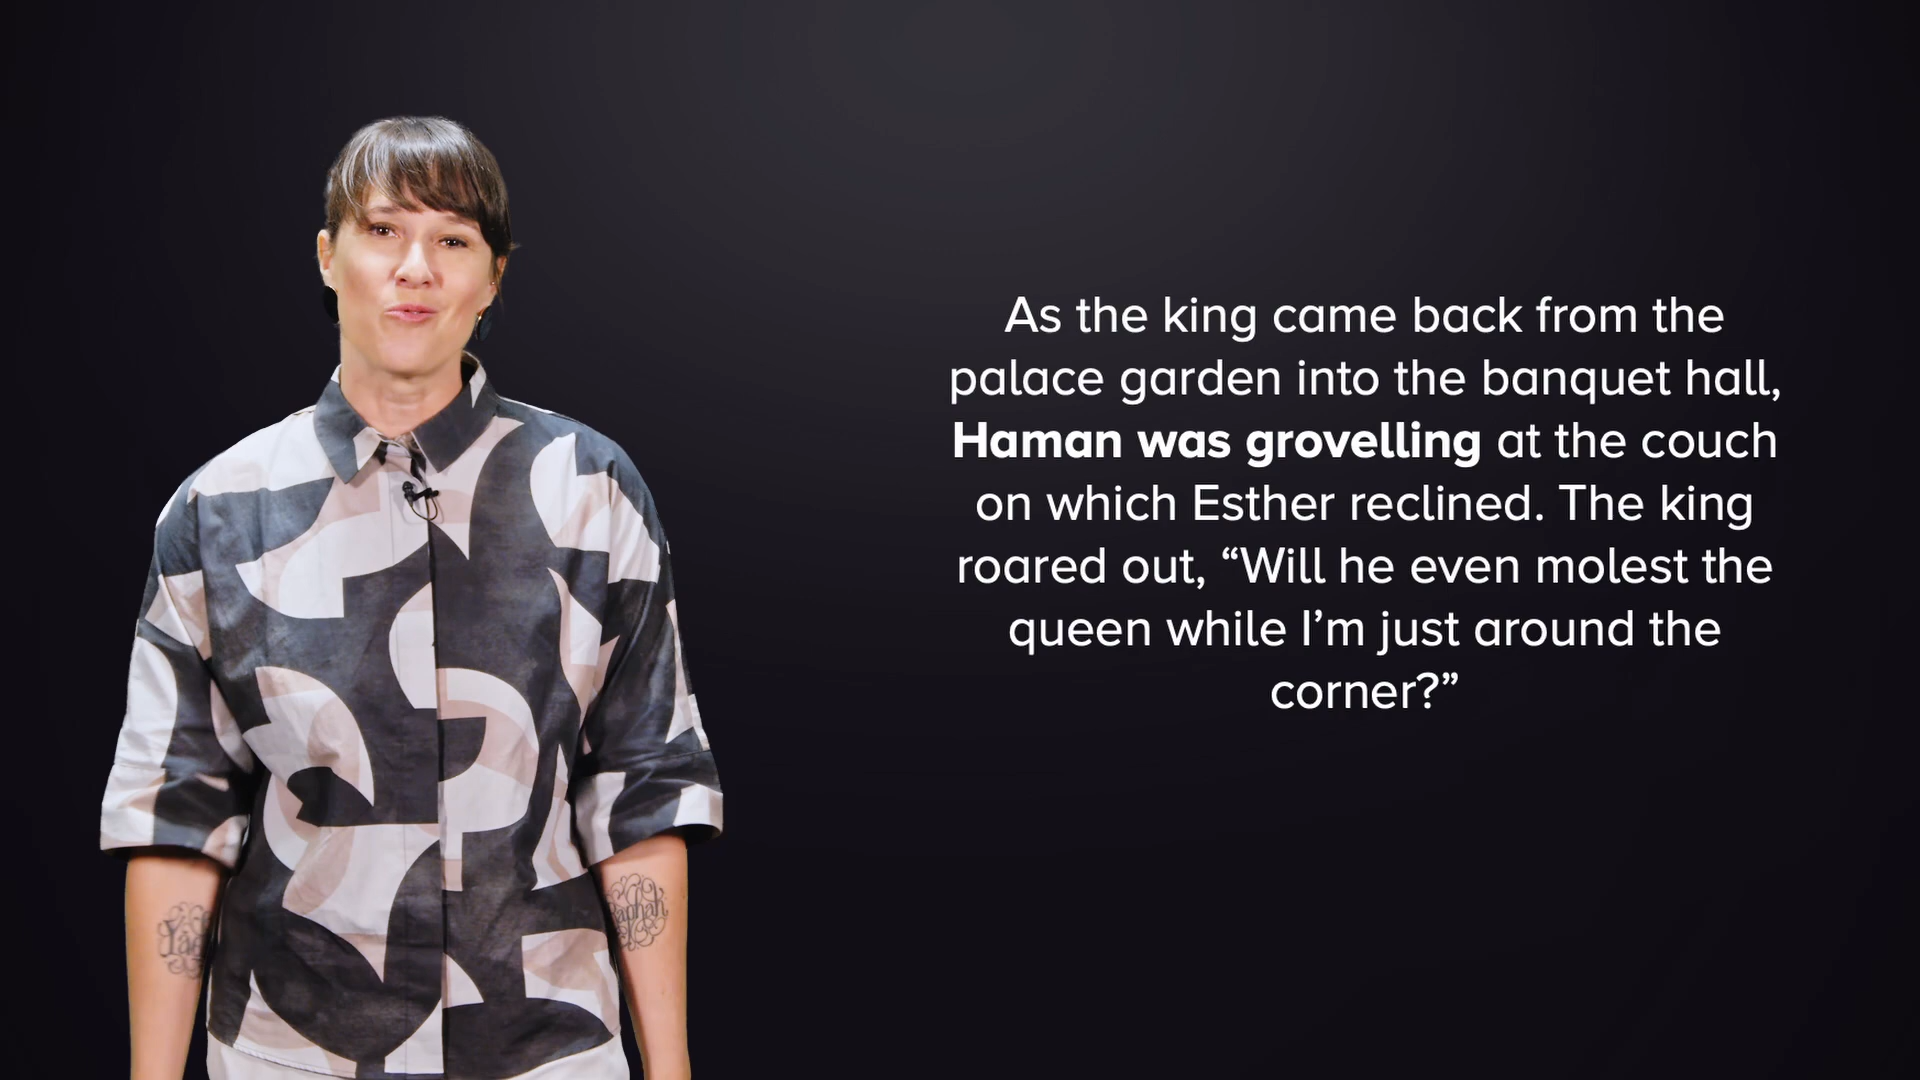 As the king came back from the
palace garden into the banquet hall,
Haman was grovelling at the couch
on which Esther reclined. The king
roared out, “Will he even molest the
queen while I’m just around the
corner?”